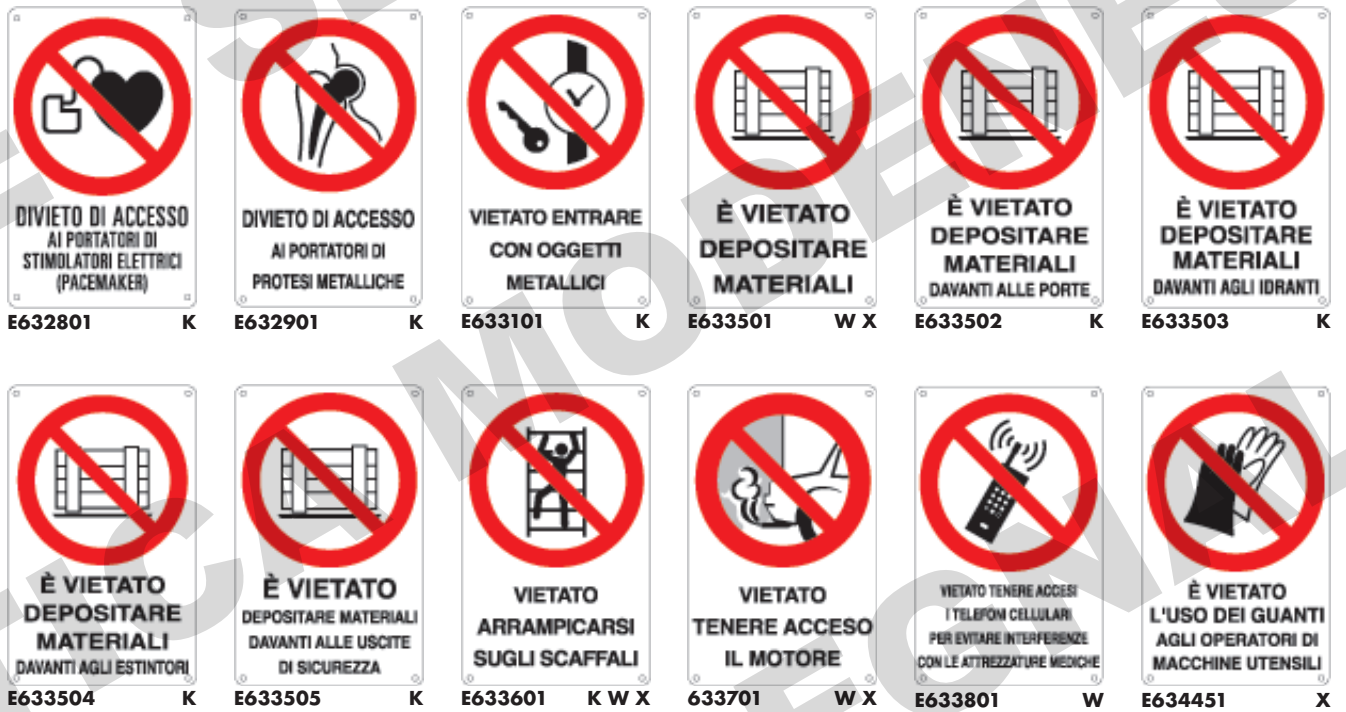 DIVIETO DI ACCESSO
AI PORTATORI DI
STIMOLATORI ELETTRICI
(PACEMAKER)
E632801 K
DIVIETO DI ACCESSO
AI PORTATORI DI
PROTESI METALLICHE
E632901 K
VIETATO ENTRARE
CON OGGETTI
METALLICI
E633101 K
È VIETATO
DEPOSITARE
MATERIALI
E633501 W X
È VIETATO
DEPOSITARE
MATERIALI
DAVANTI ALLE PORTE
E633502 K
È VIETATO
DEPOSITARE
MATERIALI
DAVANTI AGLI IDRANTI
E633503 K
È VIETATO
DEPOSITARE
MATERIALI
DAVANTI AGLI ESTINTORI
E633504 K
È VIETATO
DEPOSITARE MATERIALI
DAVANTI ALLE USCITE
DI SICUREZZA
E633505 K
VIETATO
ARRAMPICARSI
SUGLI SCAFFALI
E633601 K W X
VIETATO
TENERE ACCESO
IL MOTORE
633701 W X
VIETATO TENERE ACCESI
I TELEFONI CELLULARI
PER EVITARE INTERFERENZE
CON LE ATTREZZATURE MEDICHE
E633801 W
È VIETATO
L'USO DEI GUANTI
AGLI OPERATORI DI
MACCHINE UTENSILI
E634451 X